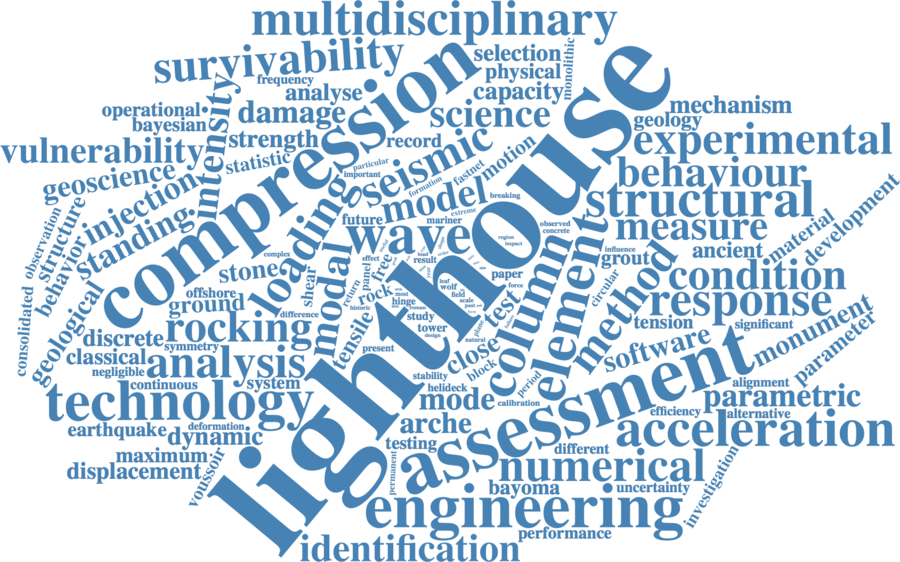 multidisciplinary
survivability
selection
monolithic
frequency
physical
analyse
capacity
operational
bayesian
intensity
damage
science
mechanism
geology
compression
lighthouse
vulnerability
strength
record
experimental
statistic
particular
important
seismic
motion
geoscience
injection
formation
fastnet
behaviour
structure
observation
behavior
standing
loading
future
model
breaking
extreme
mariner
structural
wave
measure
development
material
ancient
observed
concrete
region
impact
influence
grout
complex
effect
load
result
stone
shear
modal
free
panel
paper
column
element
method
condition
geological
consolidated
offshore
ground
difference
return
historic
rock
hinge
most
leaf
wolf
field
scale
past
force
test
circular
response
rocking
tensile
study
tower
design
roman
natural
plane
tension
significant
monument
discrete
symmetry
classical
negligible
analysis
present
close
block
software
parameter
continuous
system
stability
helideck
mode
period
calibration
assessment
alignment
parametric
technology
earthquake
deformation
dynamic
arche
testing
efficiency
alternative
acceleration
maximum
displacement
voussoir
permanent
different
numerical
investigation
bayoma
uncertainty
engineering
performance
identification